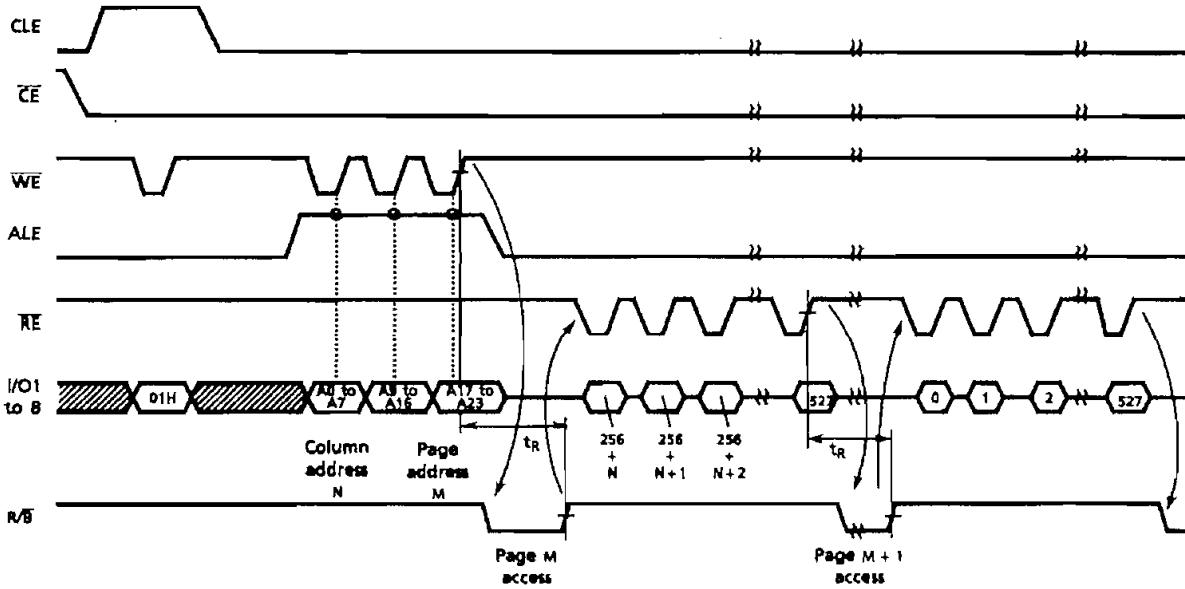 CLE
CE
WE
ALE
RE
I/O1
to 8
01H
A0 to
A7
A9 to
A16
A17 to
A23
527
0
1
2
527
Column
address
N
Page
address
M
tR
256
+
N
256
+
N+1
256
+
N+2
tR
R/B
Page M
access
Page M + 1
access